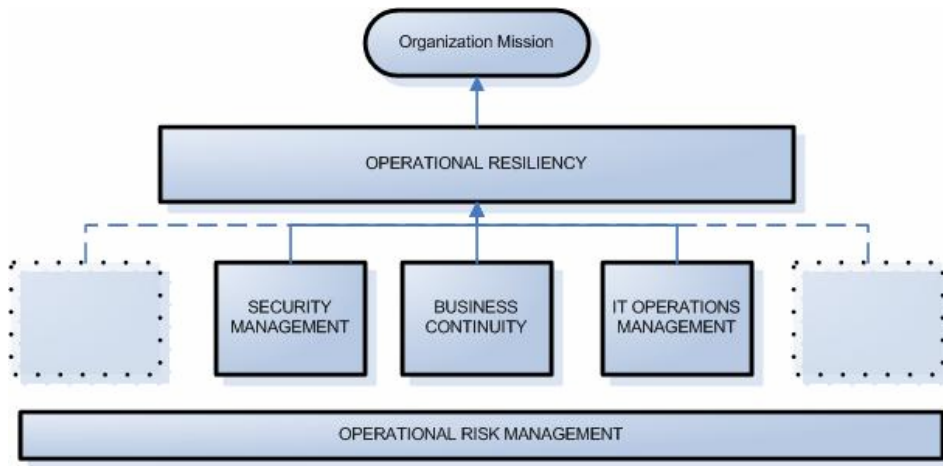 Organization Mission
OPERATIONAL RESILIENCY
SECURITY
MANAGEMENT
BUSINESS
CONTINUITY
IT OPERATIONS
MANAGEMENT
OPERATIONAL RISK MANAGEMENT